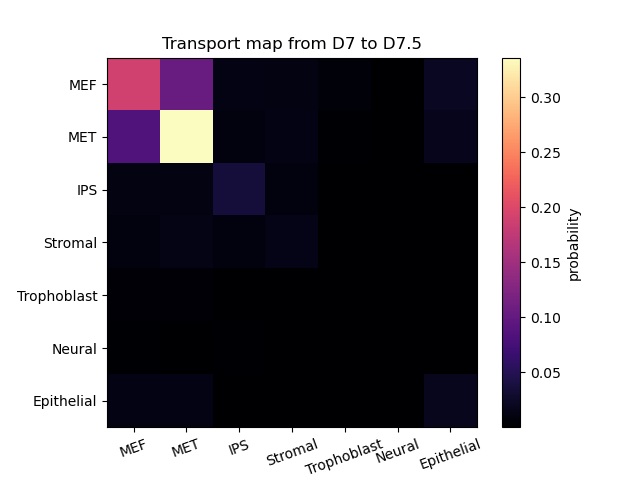 Transport map from D7 to D7.5
MEF
MET
IPS
Stromal
Trophoblast
Neural
Epithelial
MEF
MET
IPS
Stromal
Trophoblast
Neural
Epithelial
0.30
0.25
0.20
0.15
0.10
0.05
probability